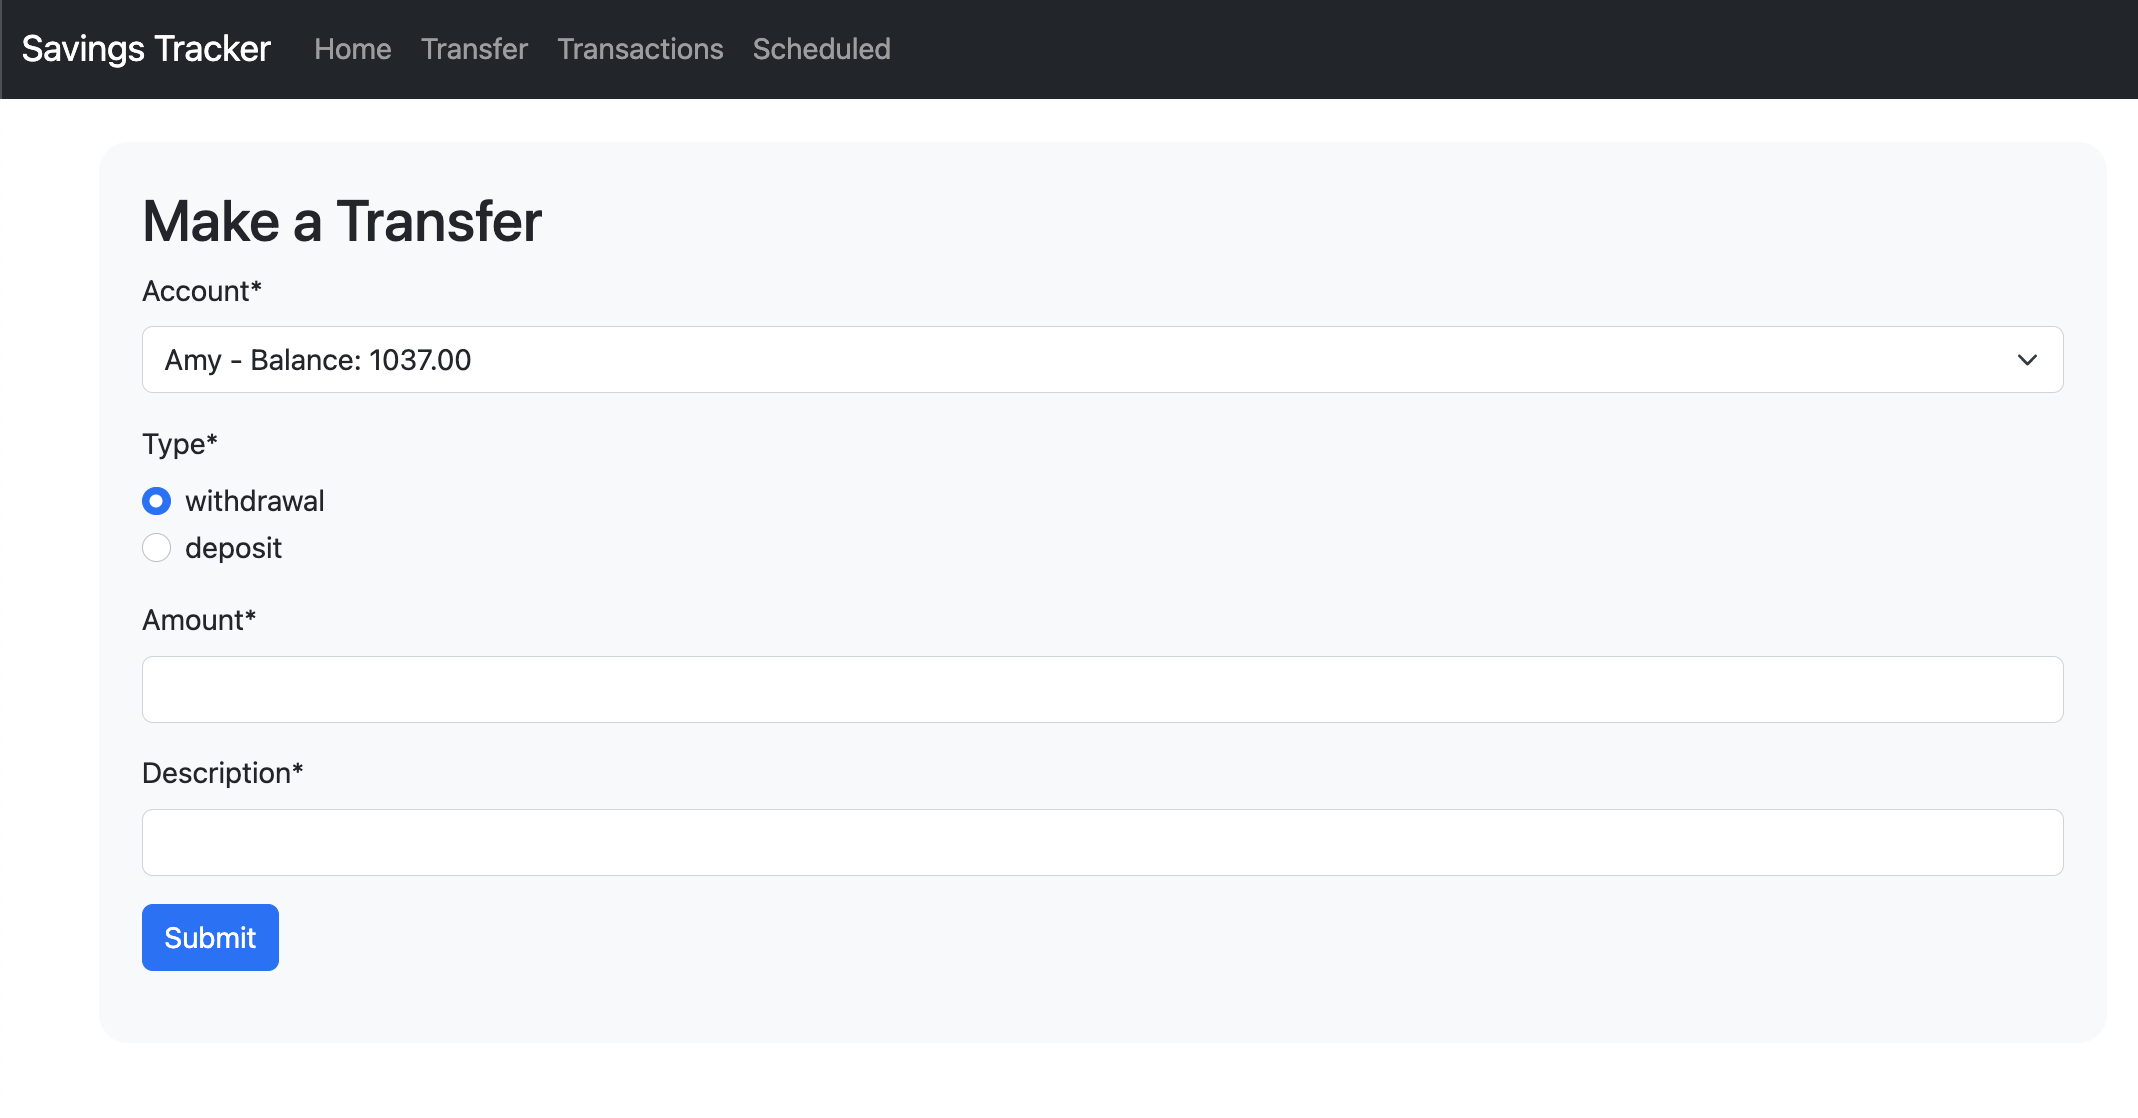 Savings Tracker Home Transfer Transactions Scheduled
Make a Transfer
Account*
Amy - Balance: 1037.00
Type*
withdrawal
deposit
Amount*
Description*
Submit